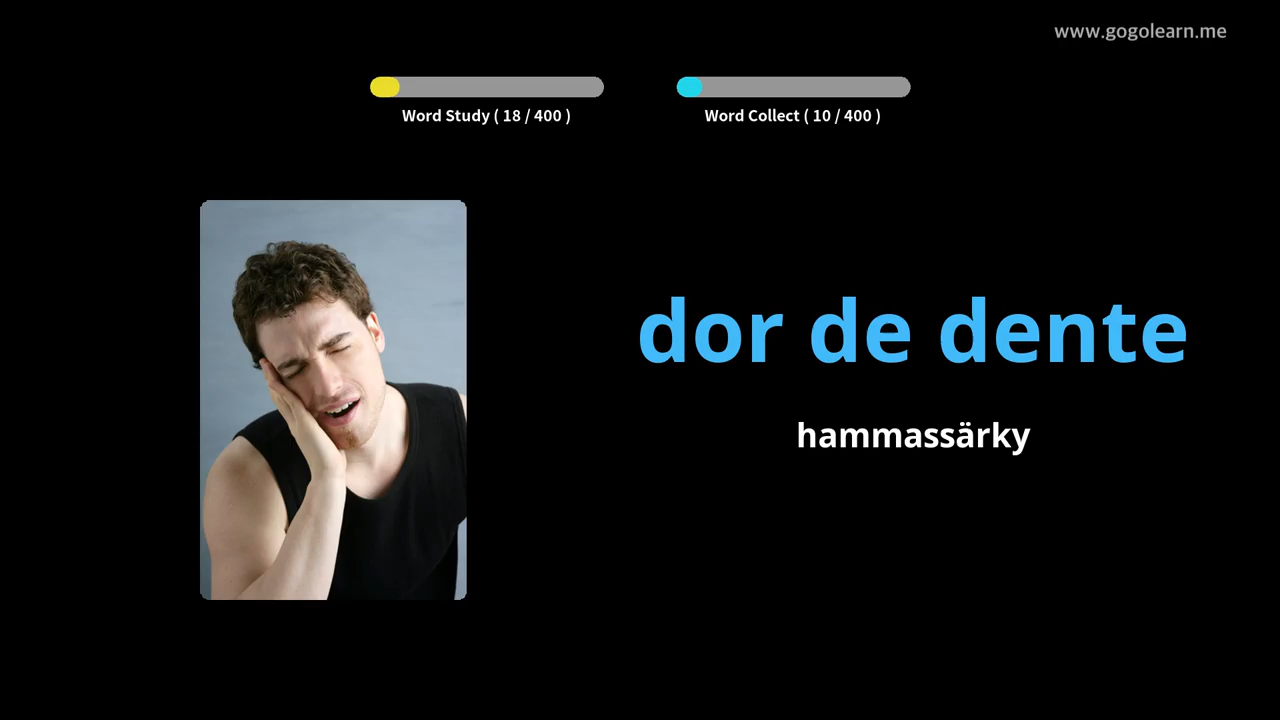 www.gogolearn.me
Word Study ( 18 / 400 )
Word Collect ( 10 / 400 )
dor de dente
hammassärky